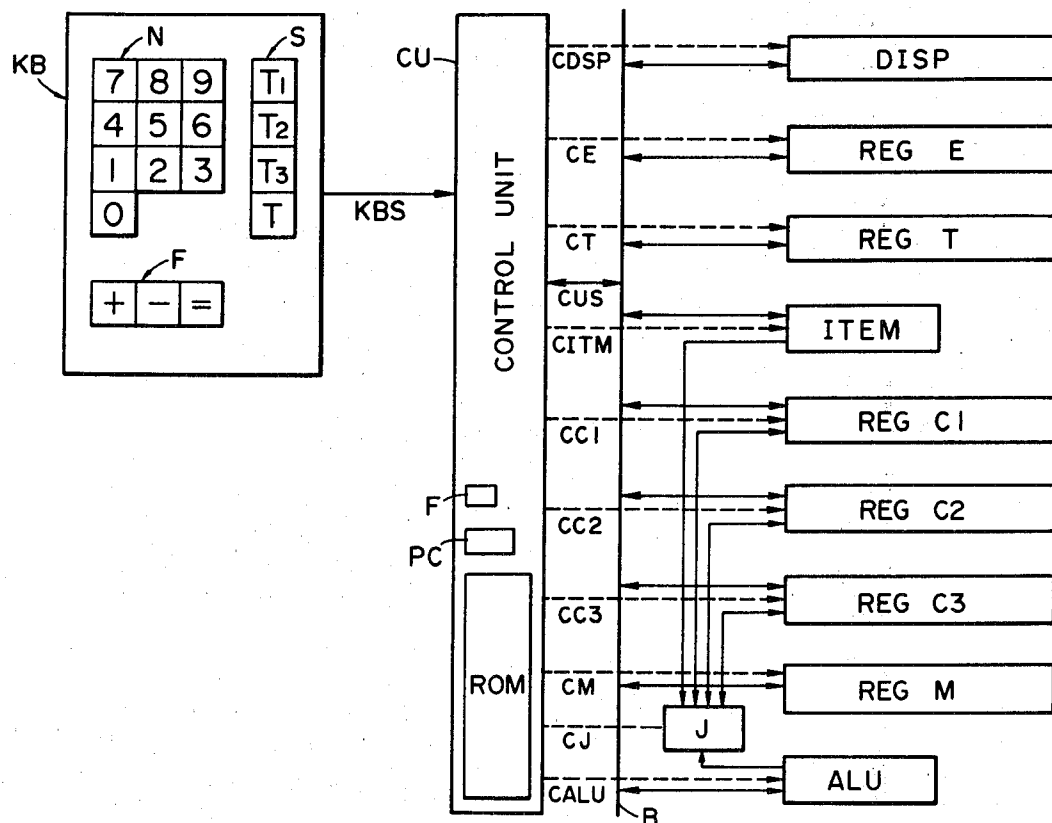 KB
N
S
7 8 9
4 5 6
1 2 3
0
T1
T2
T3
T
F
+ - =
KBS
CU
CONTROL UNIT
F
PC
ROM
CDSP
CE
CT
CUS
CITM
CC1
CC2
CC3
CM
CJ
CALU
B
DISP
REG E
REG T
ITEM
REG C1
REG C2
REG C3
REG M
J
ALU